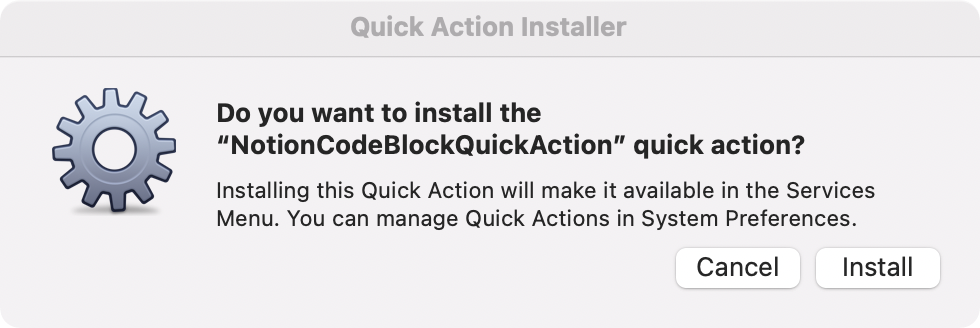 Quick Action Installer
Do you want to install the
“NotionCodeBlockQuickAction” quick action?
Installing this Quick Action will make it available in the Services
Menu. You can manage Quick Actions in System Preferences.
Cancel Install